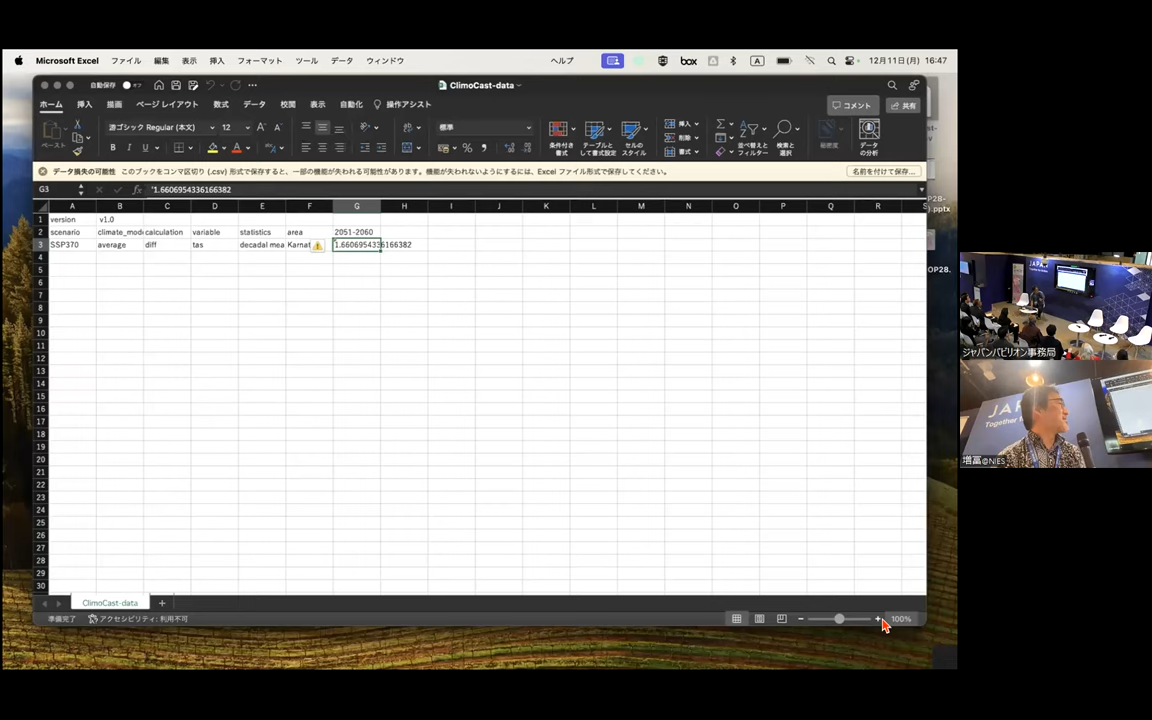 Microsoft Excel ファイル 編集 表示 挿入 フォーマット ツール データ ウィンドウ ヘルプ box A 12月11日(月) 16:47
自動保存 ClimoCast-data
ホーム 挿入 描画 ページ レイアウト 数式 データ 校閲 表示 自動化 操作アシスト コメント 共有
ペースト 游ゴシック Regular (本文) 12 標準 条件付き書式 テーブルとして書式設定 セルのスタイル 挿入 削除 書式 並べ替えとフィルター 検索と選択 秘密度 データの分析
データ損失の可能性 このブックをコンマ区切り (.csv) 形式で保存すると、一部の機能が失われる可能性があります。機能が失われないようにするには、Excel ファイル形式で保存してください。 名前を付けて保存...
G3 fx '1.6606954336166382
A B C D E F G H I J K L M N O P Q R S
1 version v1.0
2 scenario climate_mode calculation variable statistics area 2051-2060
3 SSP370 average diff tas decadal mea Karnat 1.6606954336166382
4
5
6
7
8
9
10
11
12
13
14
15
16
17
18
19
20
21
22
23
24
25
26
27
28
29
30
ClimoCast-data
準備完了 アクセシビリティ: 利用不可 100%
P28-
).pptx
OP28.
JAPAN
ジャパンパビリオン事務局
JAP
Together
増冨@NIES